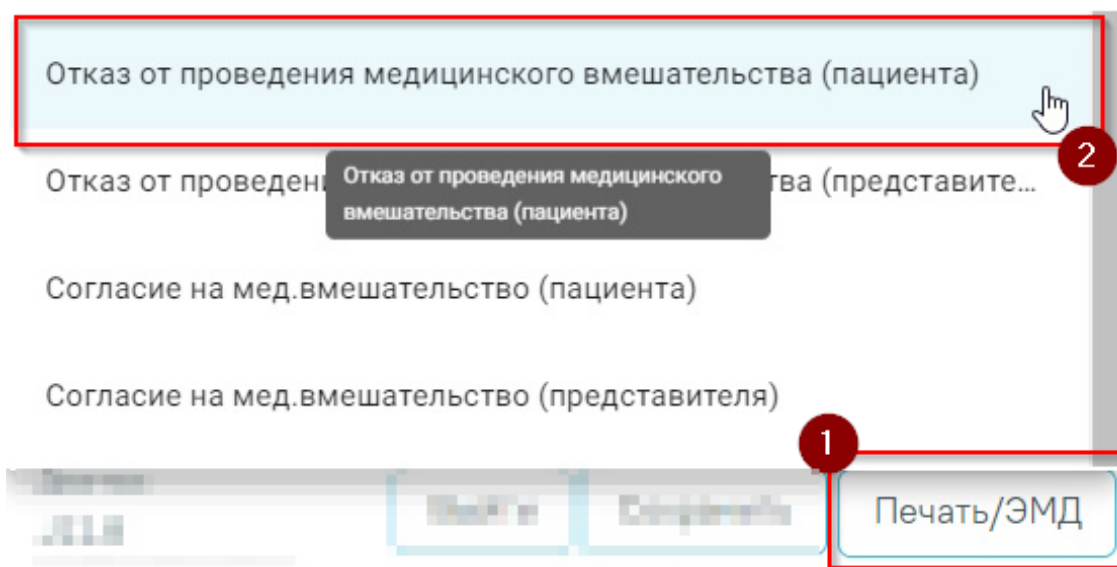 Отказ от проведения медицинского вмешательства (пациента)
2
Отказ от проведен тва (представите...
Отказ от проведения медицинского
вмешательства (пациента)
Согласие на мед.вмешательство (пациента)
Согласие на мед.вмешательство (представителя)
1
Печать/ЭМД